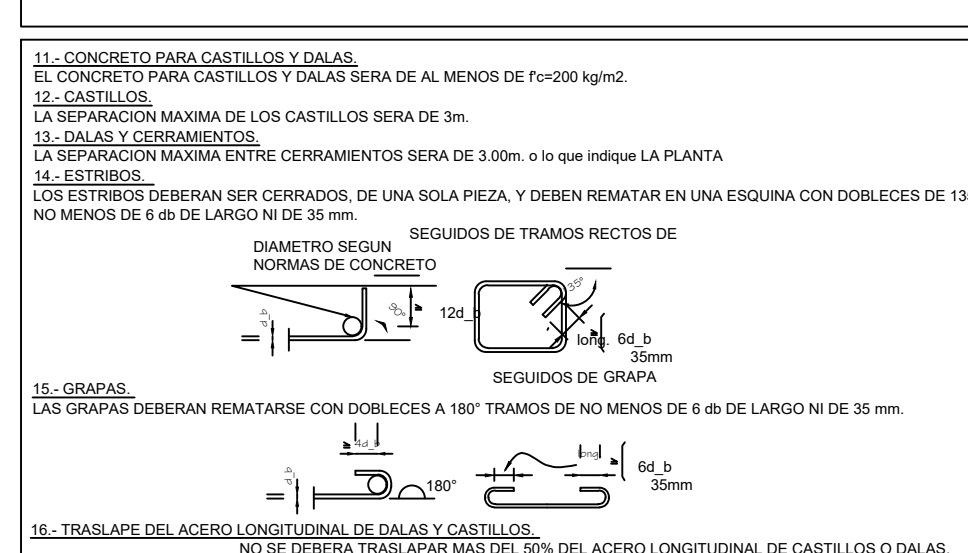 11.- CONCRETO PARA CASTILLOS Y DALAS.
EL CONCRETO PARA CASTILLOS Y DALAS SERA DE AL MENOS DE f'c=200 kg/m2.
12.- CASTILLOS.
LA SEPARACION MAXIMA DE LOS CASTILLOS SERA DE 3m.
13.- DALAS Y CERRAMIENTOS.
LA SEPARACION MAXIMA ENTRE CERRAMIENTOS SERA DE 3.00m. o lo que indique LA PLANTA
14.- ESTRIBOS.
LOS ESTRIBOS DEBERAN SER CERRADOS, DE UNA SOLA PIEZA, Y DEBEN REMATAR EN UNA ESQUINA CON DOBLECES DE
NO MENOS DE 6 db DE LARGO NI DE 35 mm.
SEGUIDOS DE TRAMOS RECTOS DE
DIAMETRO SEGUN
NORMAS DE CONCRETO
d_b
90°
≥
12d_b
35°
long.
≥
6d_b
35mm
SEGUIDOS DE GRAPA
15.- GRAPAS.
LAS GRAPAS DEBERAN REMATARSE CON DOBLECES A 180° TRAMOS DE NO MENOS DE 6 db DE LARGO NI DE 35 mm.
≥ 4d_b
d_b
180°
long
≥
6d_b
35mm
16.- TRASLAPE DEL ACERO LONGITUDINAL DE DALAS Y CASTILLOS.
NO SE DEBERA TRASLAPAR MAS DEL 50% DEL ACERO LONGITUDINAL DE CASTILLOS O DALAS.